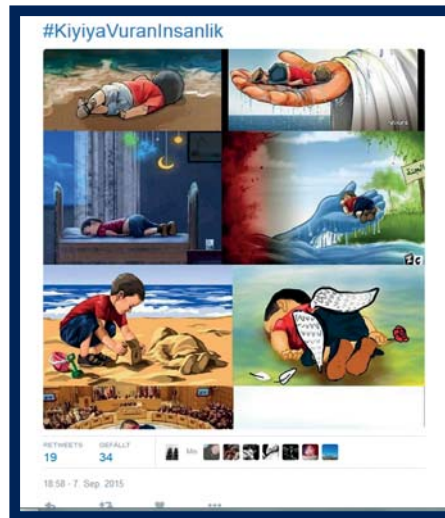 #KiyiyaVuranInsanlik
RETWEETS
GEFÄLLT
19
34
18:58 - 7. Sep. 2015